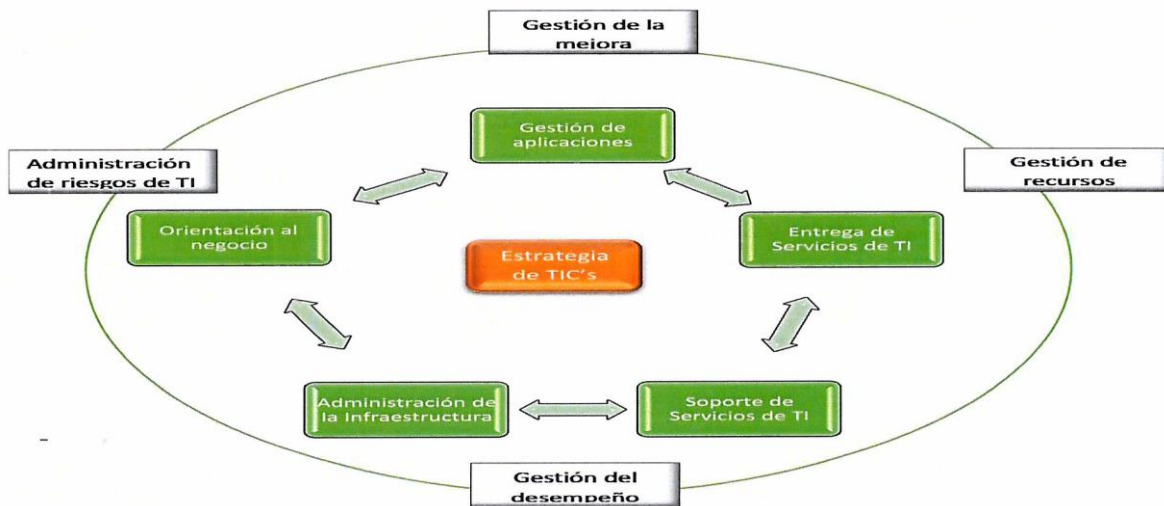 Gestión de la
mejora
Gestión de
aplicaciones
Administración
de riesgos de TI
Gestión de
recursos
Orientación al
negocio
Entrega de
Servicios de TI
Estrategia
de TIC's
Administración de
la Infraestructura
Soporte de
Servicios de TI
Gestión del
desempeño